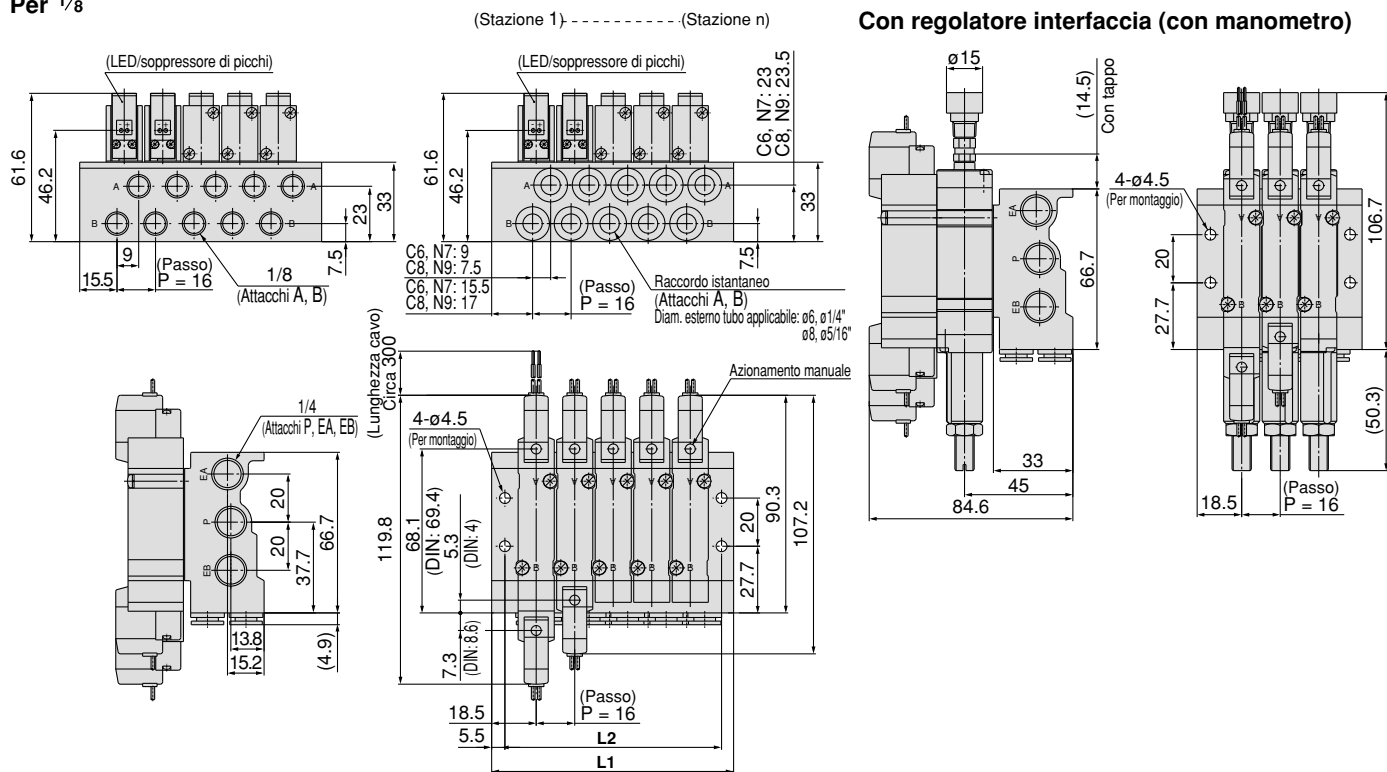 Per 1/8
(Stazione 1) (Stazione n)
Con regolatore interfaccia (con manometro)
(LED/soppressore di picchi)
61.6
46.2
A
A
B
B
33
23
7.5
9
15.5
(Passo)
P = 16
1/8
(Attacchi A, B)
(LED/soppressore di picchi)
C6, N7: 23
C8, N9: 23.5
61.6
46.2
A
A
B
B
33
7.5
C6, N7: 9
C8, N9: 7.5
C6, N7: 15.5
C8, N9: 17
(Passo)
P = 16
Raccordo istantaneo
(Attacchi A, B)
Diam. esterno tubo applicabile: ø6, ø1/4"
ø8, ø5/16"
ø15
(14.5)
Con tappo
EA
P
EB
66.7
33
45
84.6
4-ø4.5
(Per montaggio)
20
27.7
106.7
(50.3)
18.5
(Passo)
P = 16
1/4
(Attacchi P, EA, EB)
EA
P
EB
20
20
37.7
66.7
13.8
15.2
(4.9)
(Lunghezza cavo)
Circa 300
4-ø4.5
(Per montaggio)
Azionamento manuale
119.8
68.1
(DIN: 69.4)
5.3
(DIN: 4)
7.3
(DIN: 8.6)
B B B B B
20
27.7
90.3
107.2
18.5
(Passo)
P = 16
5.5
L2
L1